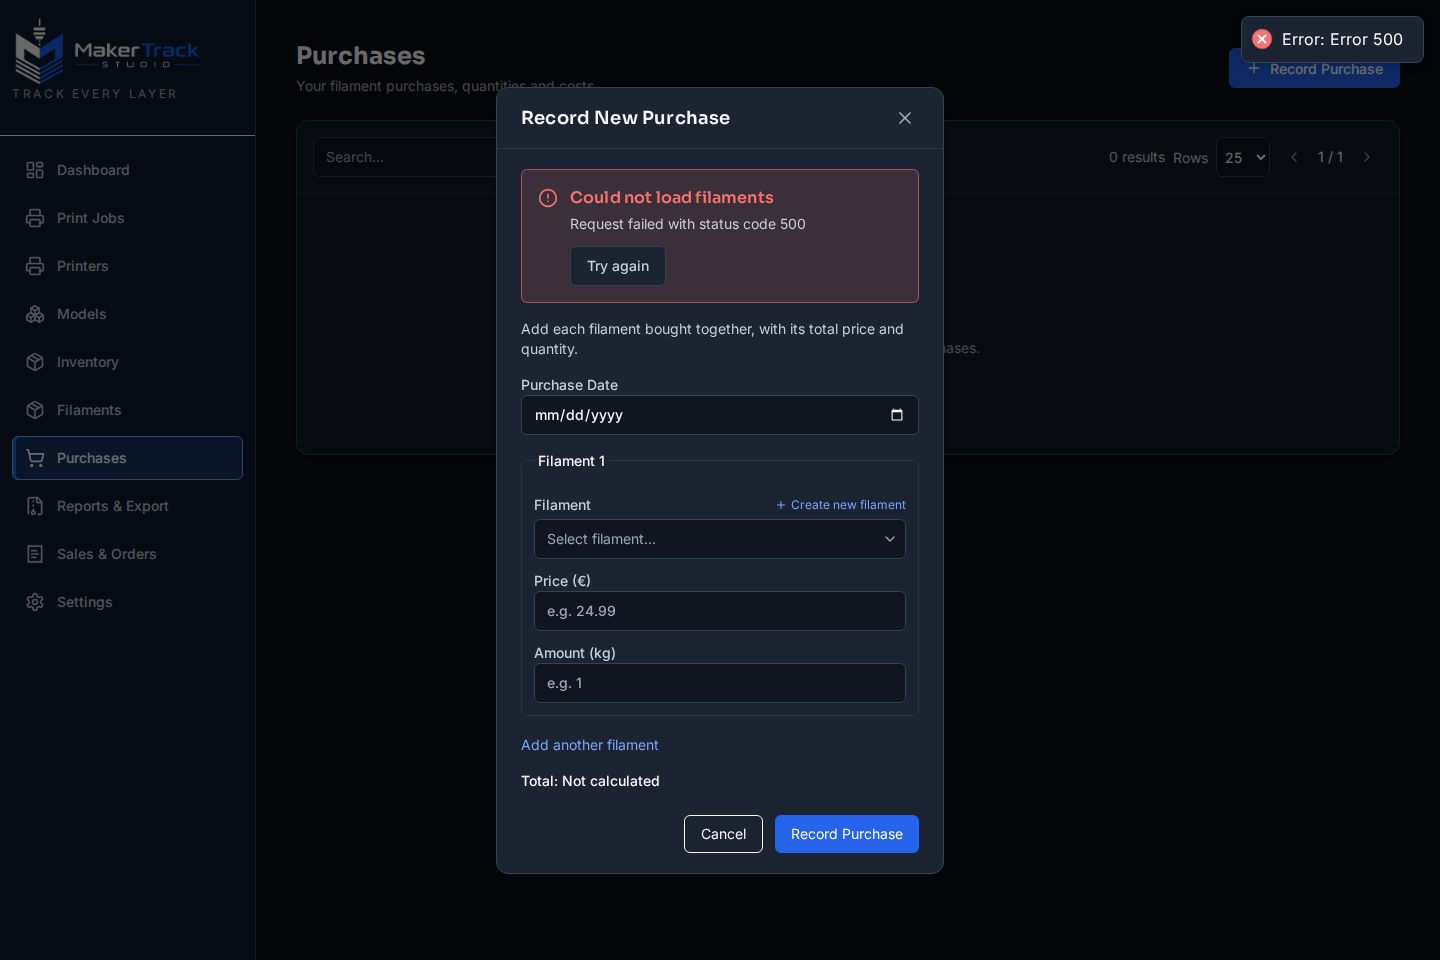 MakerTrack
STUDIO
TRACK EVERY LAYER
Dashboard
Print Jobs
Printers
Models
Inventory
Filaments
Purchases
Reports & Export
Sales & Orders
Settings
Purchases
Your filament purchases, quantities and costs
Record Purchase
Error: Error 500
Search...
0 results Rows 25 1 / 1
Record New Purchase
Could not load filaments
Request failed with status code 500
Try again
Add each filament bought together, with its total price and
quantity.
Purchase Date
mm/dd/yyyy
Filament 1
Filament
+ Create new filament
Select filament...
Price (€)
e.g. 24.99
Amount (kg)
e.g. 1
Add another filament
Total: Not calculated
Cancel
Record Purchase